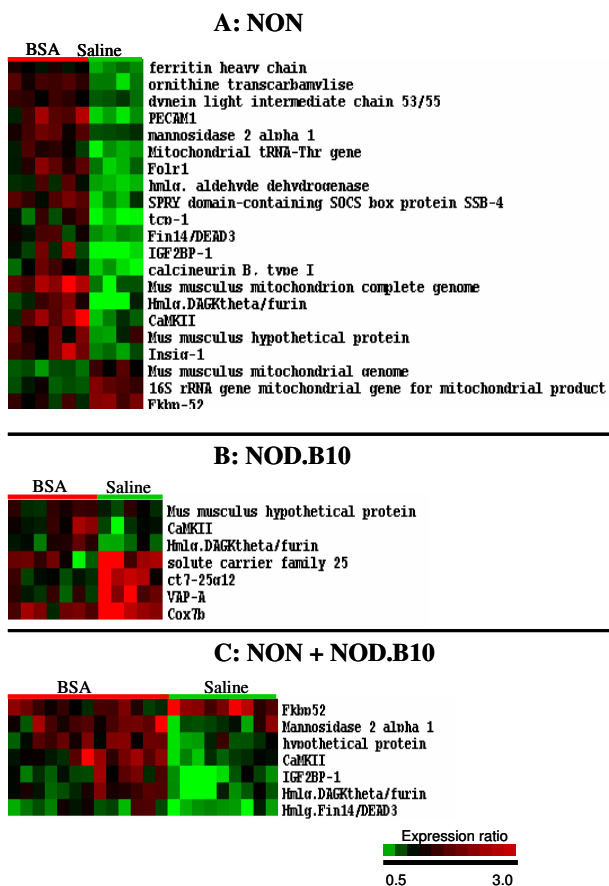 A: NON
BSA Saline
ferritin heavy chain
ornithine transcarbamylise
dynein light intermediate chain 53/55
PECAM1
mannosidase 2 alpha 1
Mitochondrial tRNA-Thr gene
Folr1
hmlg. aldehyde dehydrogenase
SPRY domain-containing SOCS box protein SSB-4
tcp-1
Fin14/DEAD3
IGF2BP-1
calcineurin B, type I
Mus musculus mitochondrion complete genome
Hmlg.DAGKtheta/furin
CaMKII
Mus musculus hypothetical protein
Insig-1
Mus musculus mitochondrial genome
16S rRNA gene mitochondrial gene for mitochondrial product
Fkbp-52
B: NOD.B10
BSA Saline
Mus musculus hypothetical protein
CaMKII
Hmlg.DAGKtheta/furin
solute carrier family 25
ct7-25g12
VAP-A
Cox7b
C: NON + NOD.B10
BSA Saline
Fkbp52
Mannosidase 2 alpha 1
hypothetical protein
CaMKII
IGF2BP-1
Hmlg.DAGKtheta/furin
Hmlg.Fin14/DEAD3
Expression ratio
0.5 3.0